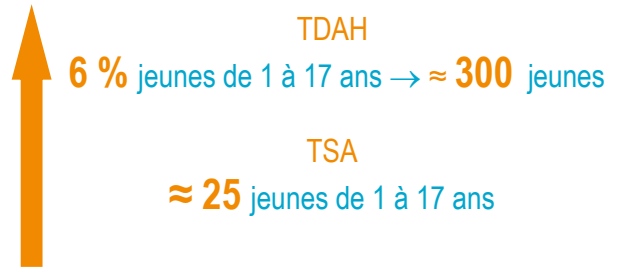 TDAH
6 % jeunes de 1 à 17 ans → ≈ 300 jeunes
TSA
≈ 25 jeunes de 1 à 17 ans